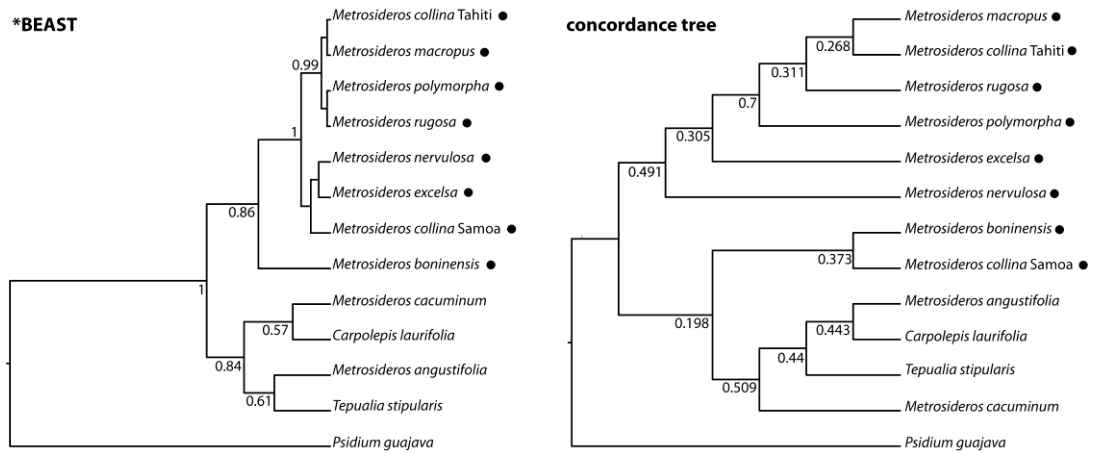 *BEAST
Metrosideros collina Tahiti
Metrosideros macropus
0.99
Metrosideros polymorpha
Metrosideros rugosa
1
Metrosideros nervulosa
Metrosideros excelsa
0.86
Metrosideros collina Samoa
Metrosideros boninensis
1
Metrosideros cacuminum
0.57
Carpolepis laurifolia
0.84
Metrosideros angustifolia
0.61
Tepualia stipularis
Psidium guajava
concordance tree
Metrosideros macropus
0.268
Metrosideros collina Tahiti
0.311
Metrosideros rugosa
0.7
Metrosideros polymorpha
0.305
Metrosideros excelsa
0.491
Metrosideros nervulosa
Metrosideros boninensis
0.373
Metrosideros collina Samoa
Metrosideros angustifolia
0.198
0.443
Carpolepis laurifolia
0.44
Tepualia stipularis
0.509
Metrosideros cacuminum
Psidium guajava